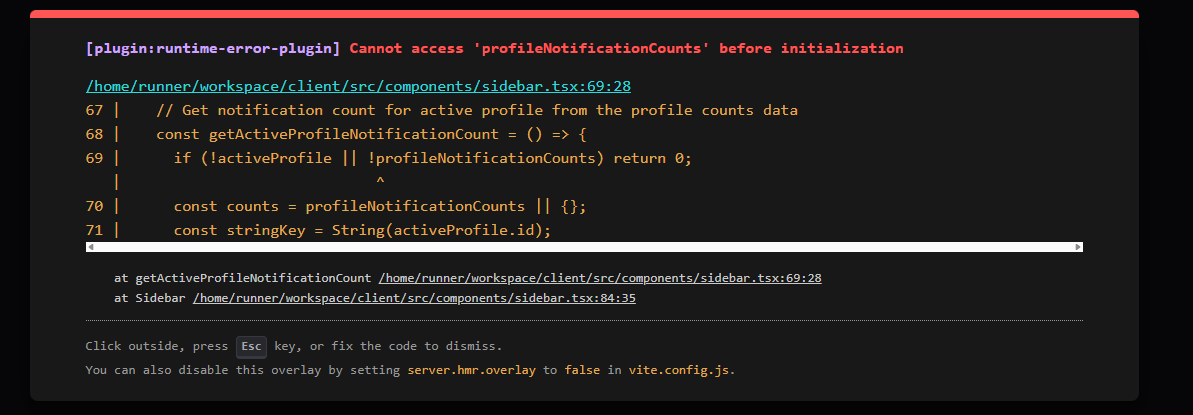 [plugin:runtime-error-plugin] Cannot access 'profileNotificationCounts' before initialization
/home/runner/workspace/client/src/components/sidebar.tsx:69:28
67 |    // Get notification count for active profile from the profile counts data
68 |    const getActiveProfileNotificationCount = () => {
69 |      if (!activeProfile || !profileNotificationCounts) return 0;
   |                             ^
70 |      const counts = profileNotificationCounts || {};
71 |      const stringKey = String(activeProfile.id);
at getActiveProfileNotificationCount /home/runner/workspace/client/src/components/sidebar.tsx:69:28
at Sidebar /home/runner/workspace/client/src/components/sidebar.tsx:84:35
Click outside, press Esc key, or fix the code to dismiss.
You can also disable this overlay by setting server.hmr.overlay to false in vite.config.js.